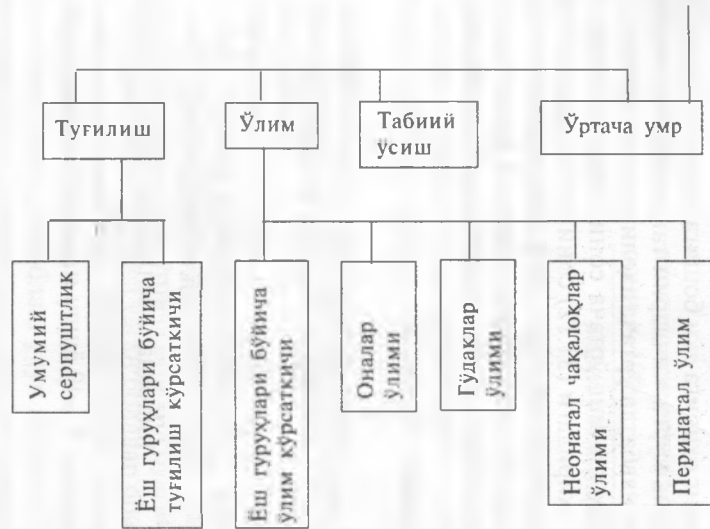 Туғилиш
Ўлим
Табиий
ўсиш
Ўртача умр
Умумий
серпуштлик
Ёш гуруҳлари бўйича
туғилиш кўрсаткичи
Ёш гуруҳлари бўйича
ўлим кўрсаткичи
Оналар
ўлими
Гўдаклар
ўлими
Неонатал чақалоқлар
ўлими
Перинатал ўлим